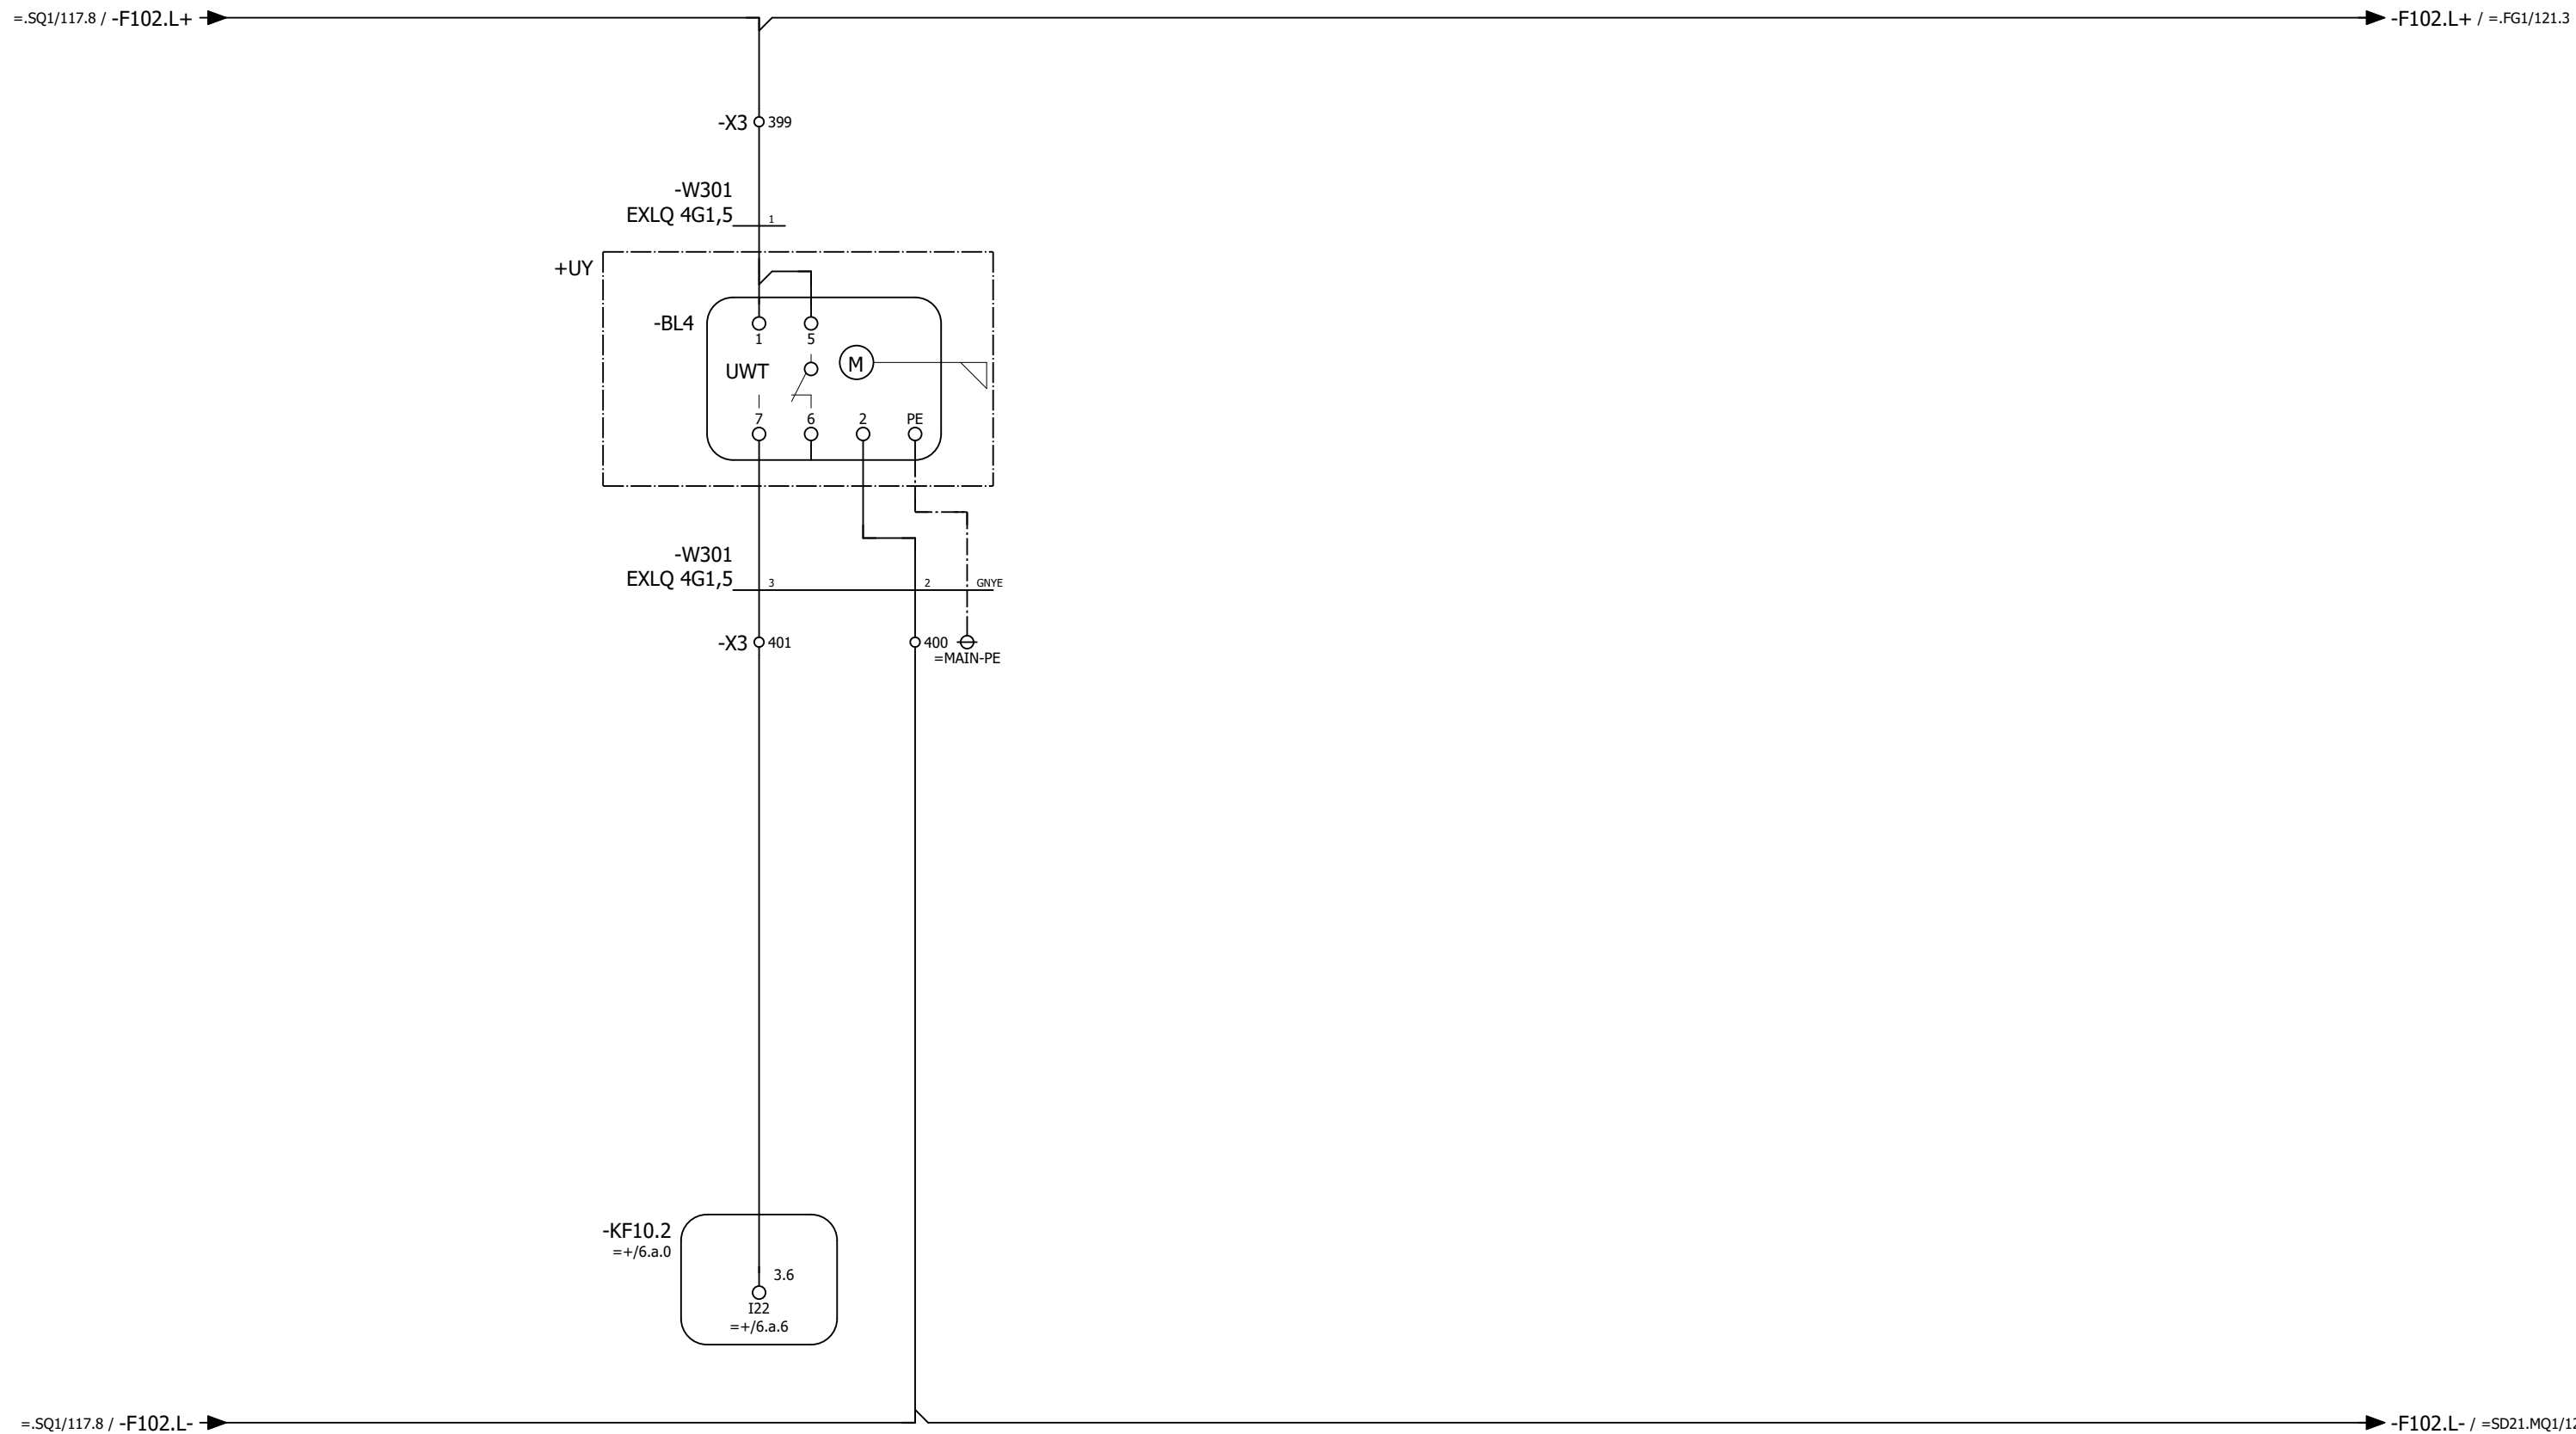 =.SQ1/117.8 / -F102.L+
-F102.L+ / =.FG1/121.3
-X3 399
-W301
EXLQ 4G1,5 1
+UY
-BL4
1 5
UWT
M
7 6 2 PE
-W301
EXLQ 4G1,5 3 2 GNYE
-X3 401 400
=MAIN-PE
-KF10.2
=+/6.a.0
3.6
I22
=+/6.a.6
=.SQ1/117.8 / -F102.L-
-F102.L- / =SD21.MQ1/12